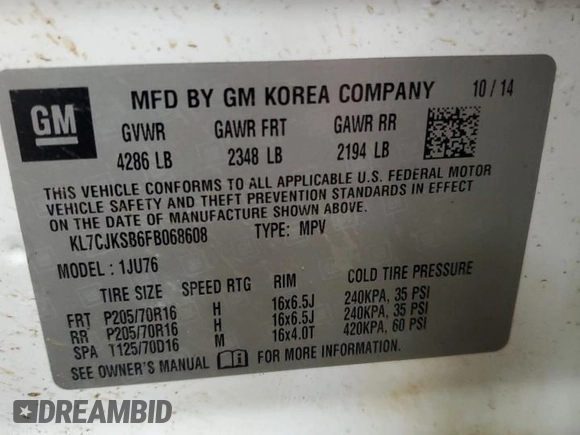 GM
MFD BY GM KOREA COMPANY 10 / 14
GVWR GAWR FRT GAWR RR
4286 LB 2348 LB 2194 LB
THIS VEHICLE CONFORMS TO ALL APPLICABLE U.S. FEDERAL MOTOR
VEHICLE SAFETY AND THEFT PREVENTION STANDARDS IN EFFECT
ON THE DATE OF MANUFACTURE SHOWN ABOVE.
KL7CJKSB6FB068608 TYPE: MPV
MODEL : 1JU76
TIRE SIZE SPEED RTG RIM COLD TIRE PRESSURE
FRT P205/70R16 H 16x6.5J 240KPA, 35 PSI
RR P205/70R16 H 16x6.5J 240KPA, 35 PSI
SPA T125/70D16 M 16x4.0T 420KPA, 60 PSI
SEE OWNER'S MANUAL FOR MORE INFORMATION.
DREAMBID